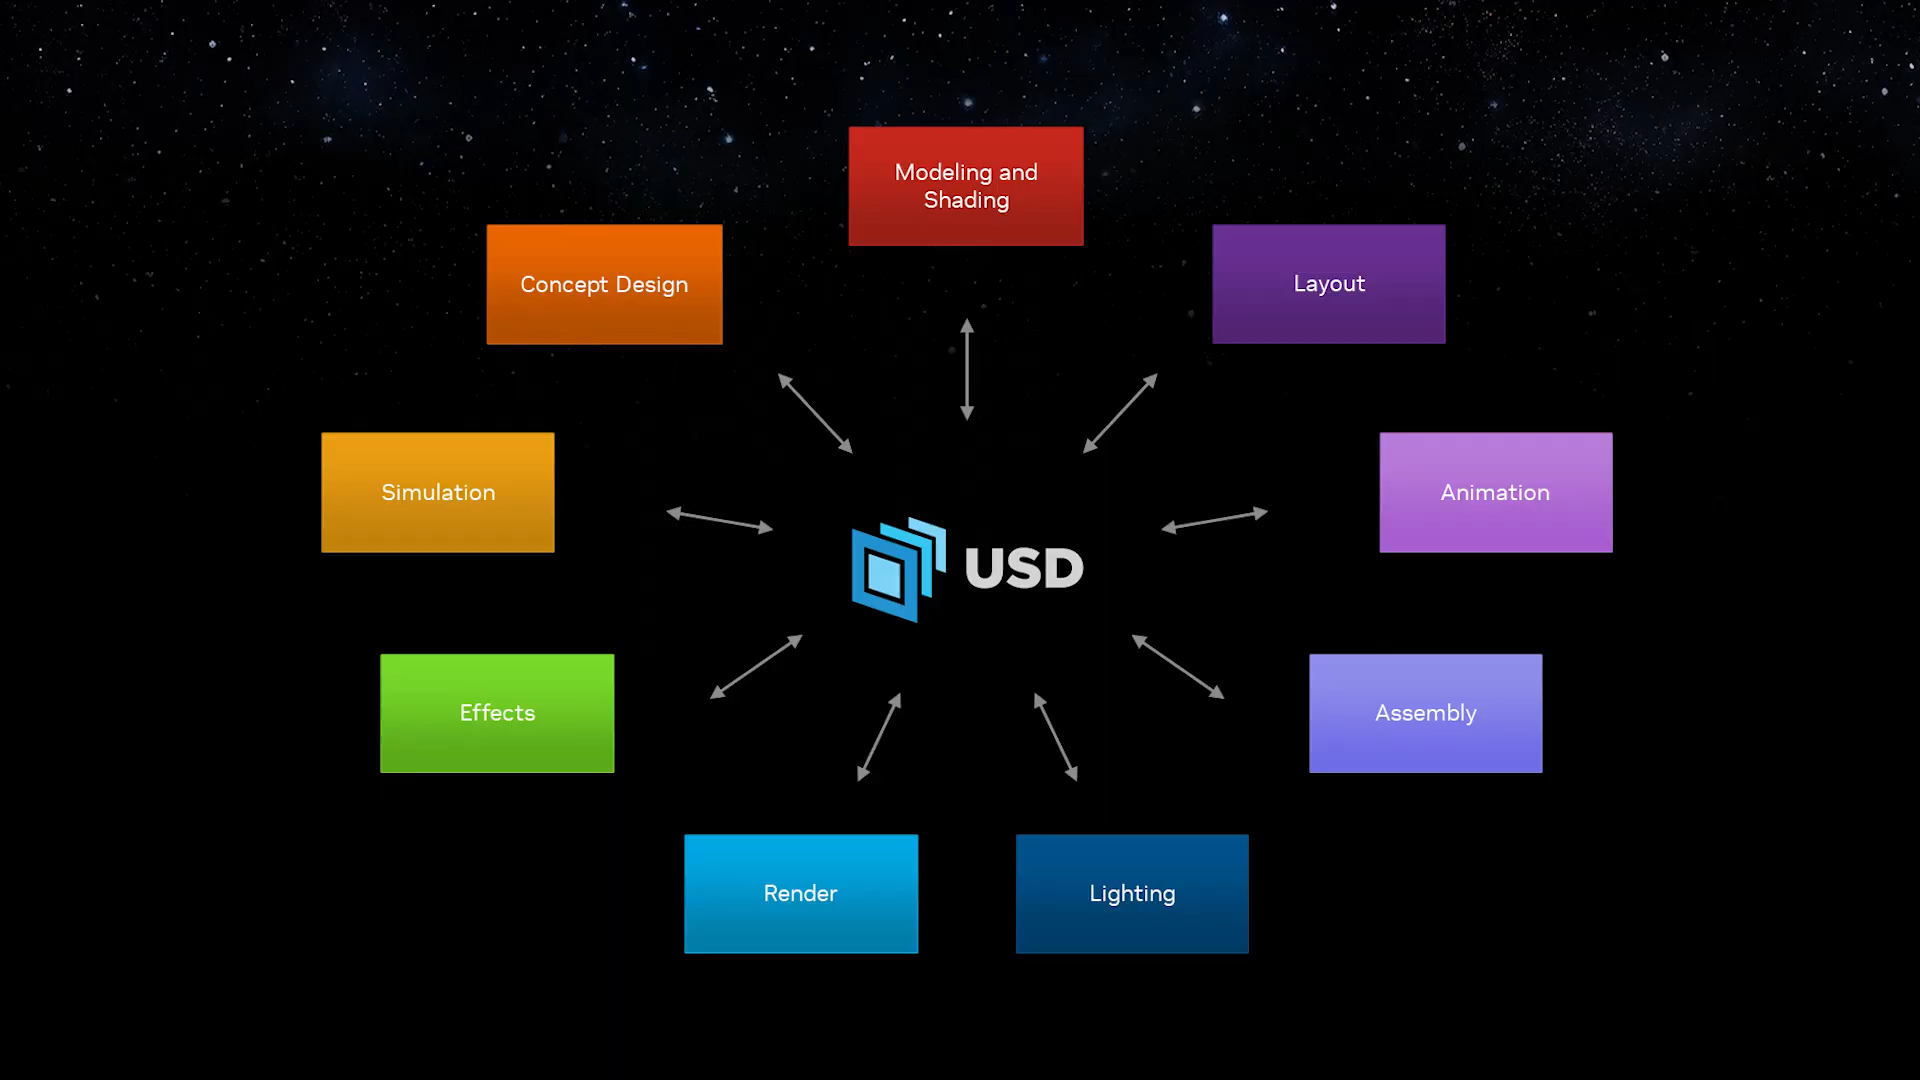 Modeling and
Shading
Concept Design
Layout
Simulation
Animation
USD
Effects
Assembly
Render
Lighting